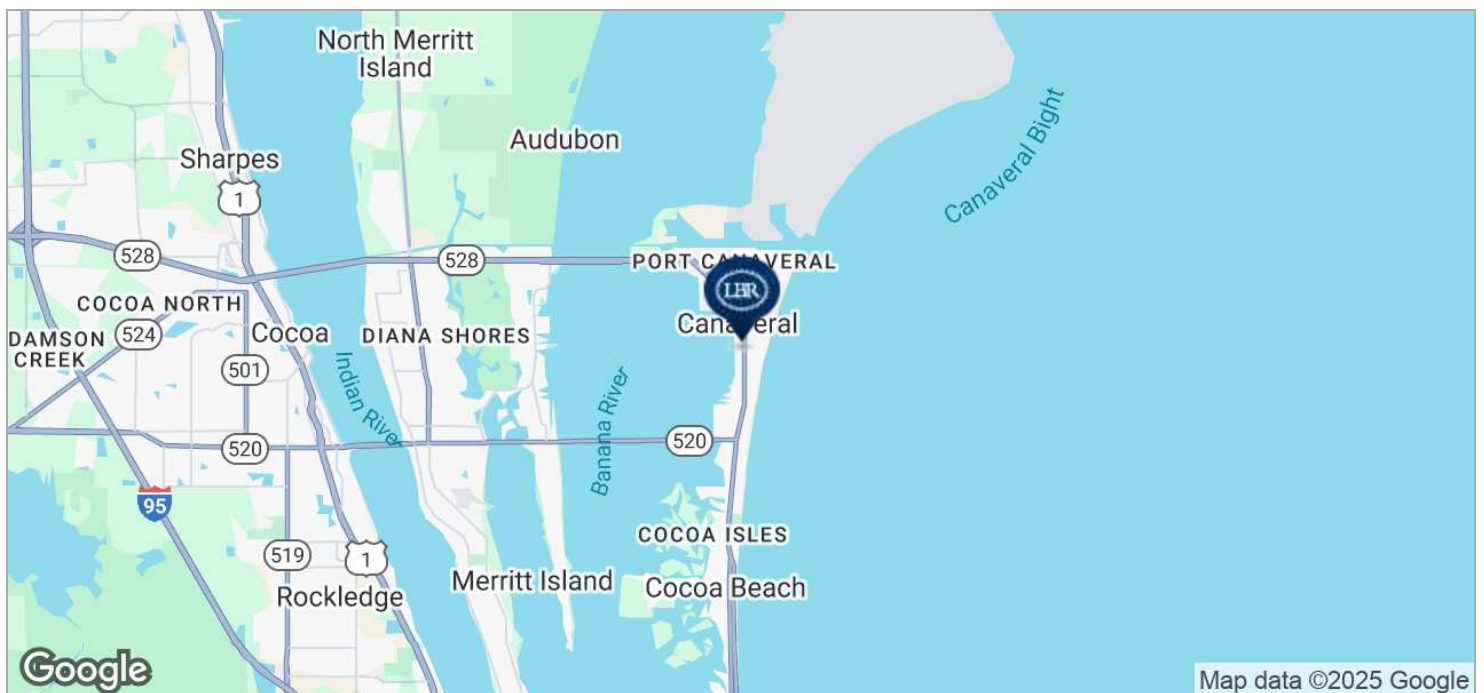 North Merritt
Island
Audubon
Canaveral Bight
Sharpes
1
528
528
PORT CANAVERAL
LBR
COCOA NORTH
Canaveral
524
Cocoa
DIANA SHORES
DAMSON
CREEK
501
Indian River
Banana River
520
520
95
COCOA ISLES
519
1
Merritt Island
Cocoa Beach
Rockledge
Google
Map data ©2025 Google